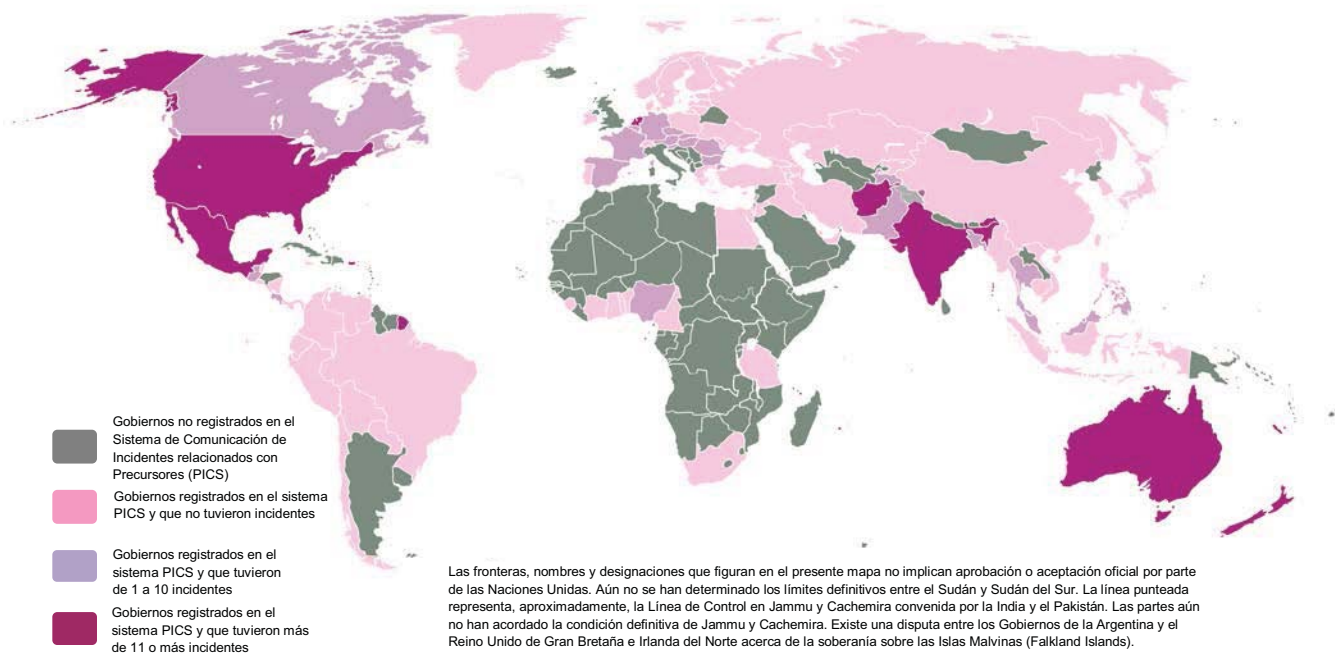 Gobiernos no registrados en el
Sistema de Comunicación de
Incidentes relacionados con
Precursores (PICS)
Gobiernos registrados en el sistema
PICS y que no tuvieron incidentes
Gobiernos registrados en el
sistema PICS y que tuvieron
de 1 a 10 incidentes
Gobiernos registrados en el
sistema PICS y que tuvieron más
de 11 o más incidentes
Las fronteras, nombres y designaciones que figuran en el presente mapa no implican aprobación o aceptación oficial por parte
de las Naciones Unidas. Aún no se han determinado los límites definitivos entre el Sudán y Sudán del Sur. La línea punteada
representa, aproximadamente, la Línea de Control en Jammu y Cachemira convenida por la India y el Pakistán. Las partes aún
no han acordado la condición definitiva de Jammu y Cachemira. Existe una disputa entre los Gobiernos de la Argentina y el
Reino Unido de Gran Bretaña e Irlanda del Norte acerca de la soberanía sobre las Islas Malvinas (Falkland Islands).